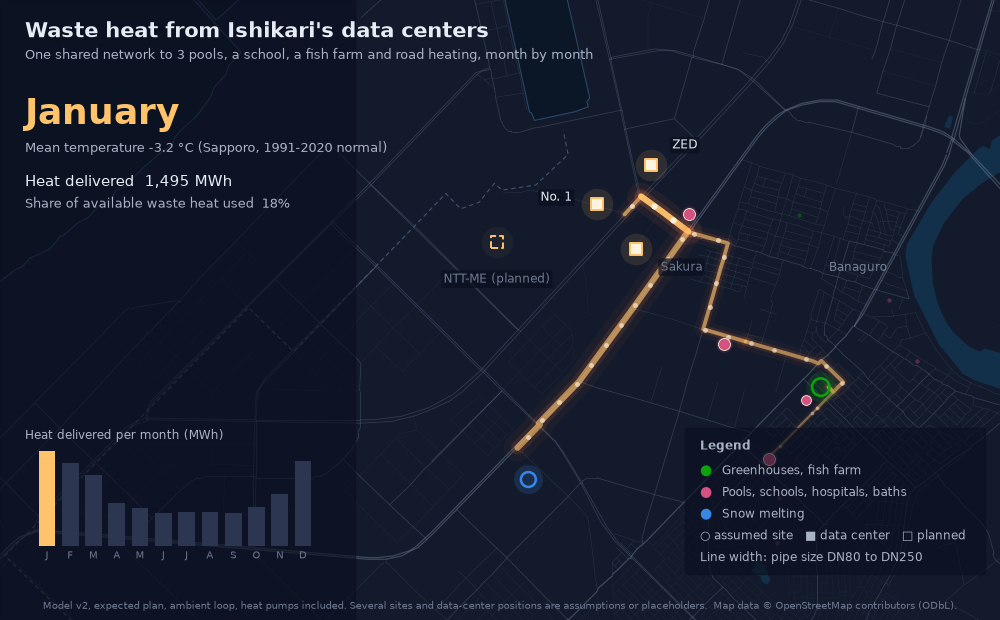 Waste heat from Ishikari's data centers
One shared network to 3 pools, a school, a fish farm and road heating, month by month
January
Mean temperature -3.2 °C (Sapporo, 1991-2020 normal)
Heat delivered 1,495 MWh
Share of available waste heat used 18%
ZED
No. 1
NTT-ME (planned)
Sakura
Banaguro
Heat delivered per month (MWh)
J F M A M J J A S O N D
Legend
Greenhouses, fish farm
Pools, schools, hospitals, baths
Snow melting
○ assumed site ■ data center □ planned
Line width: pipe size DN80 to DN250
Model v2, expected plan, ambient loop, heat pumps included. Several sites and data-center positions are assumptions or placeholders. Map data © OpenStreetMap contributors (ODbL).